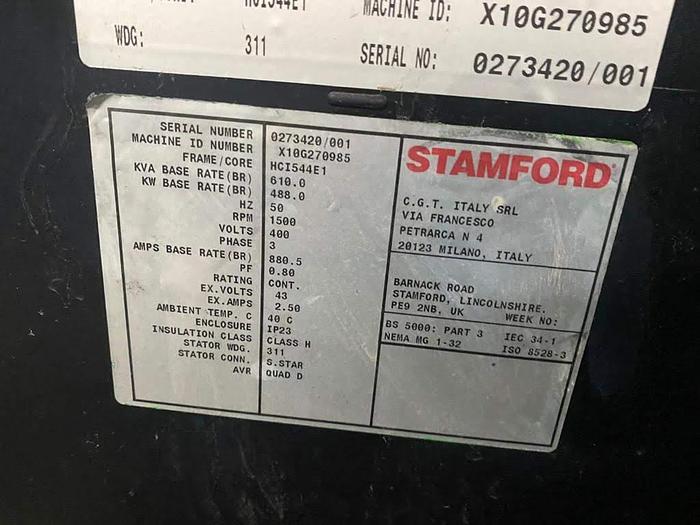 HCI544E1
MACHINE ID: X10G270985
WDG: 311
SERIAL NO: 0273420/001
SERIAL NUMBER 0273420/001
MACHINE ID NUMBER X10G270985
FRAME/CORE HCI544E1
KVA BASE RATE(BR) 610.0
KW BASE RATE(BR) 488.0
HZ 50
RPM 1500
VOLTS 400
PHASE 3
AMPS BASE RATE(BR) 880.5
PF 0.80
RATING CONT.
EX.VOLTS 43
EX.AMPS 2.50
AMBIENT TEMP. C 40 C
ENCLOSURE IP23
INSULATION CLASS CLASS H
STATOR WDG. 311
STATOR CONN. S.STAR
AVR QUAD D
STAMFORD
C.G.T. ITALY SRL
VIA FRANCESCO
PETRARCA N 4
20123 MILANO, ITALY
BARNACK ROAD
STAMFORD, LINCOLNSHIRE.
PE9 2NB, UK WEEK NO:
BS 5000: PART 3 IEC 34-1
NEMA MG 1-32 ISO 8528-3